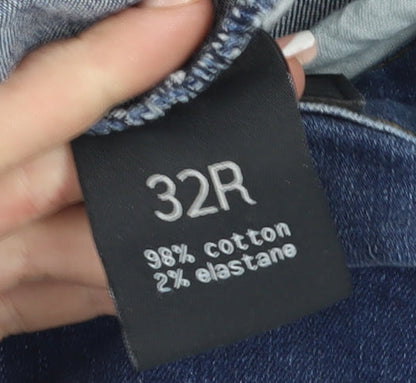 32R
98% cotton
2% elastane